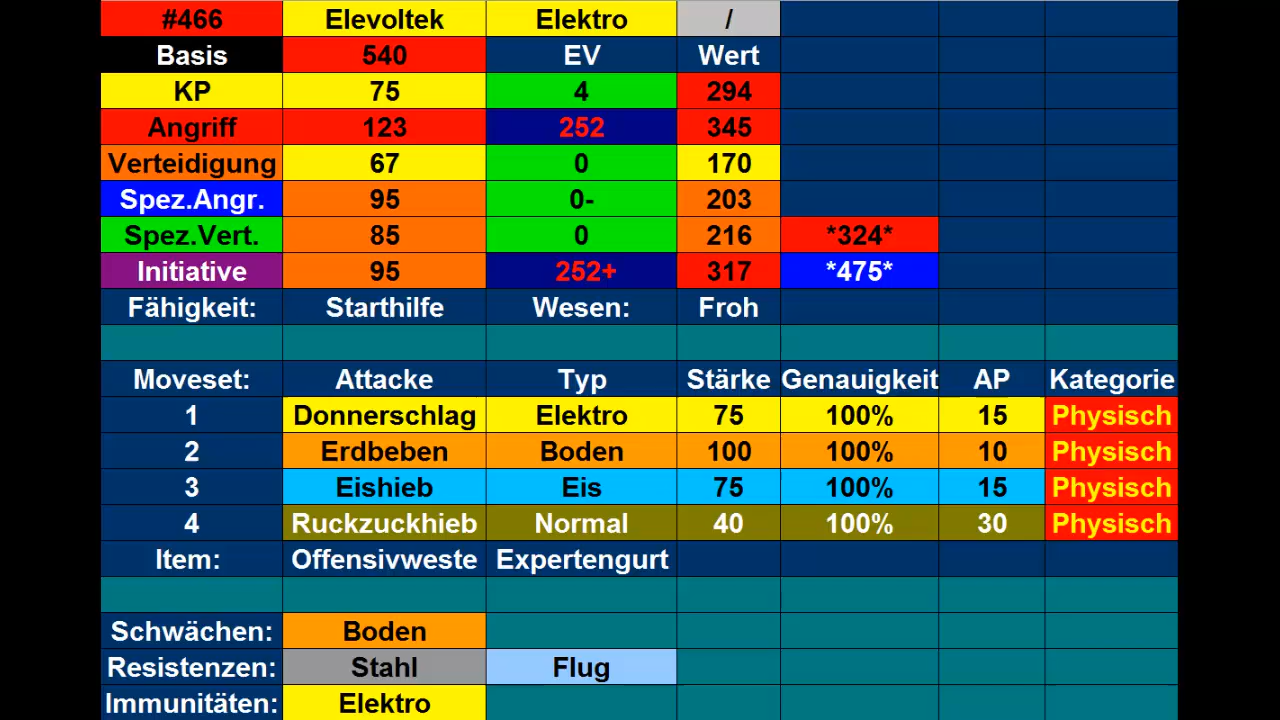 #466 Elevoltek Elektro /
Basis 540 EV Wert
KP 75 4 294
Angriff 123 252 345
Verteidigung 67 0 170
Spez.Angr. 95 0- 203
Spez.Vert. 85 0 216 *324*
Initiative 95 252+ 317 *475*
Fähigkeit: Starthilfe Wesen: Froh
Moveset: Attacke Typ Stärke Genauigkeit AP Kategorie
1 Donnerschlag Elektro 75 100% 15 Physisch
2 Erdbeben Boden 100 100% 10 Physisch
3 Eishieb Eis 75 100% 15 Physisch
4 Ruckzuckhieb Normal 40 100% 30 Physisch
Item: Offensivweste Expertengurt
Schwächen: Boden
Resistenzen: Stahl Flug
Immunitäten: Elektro